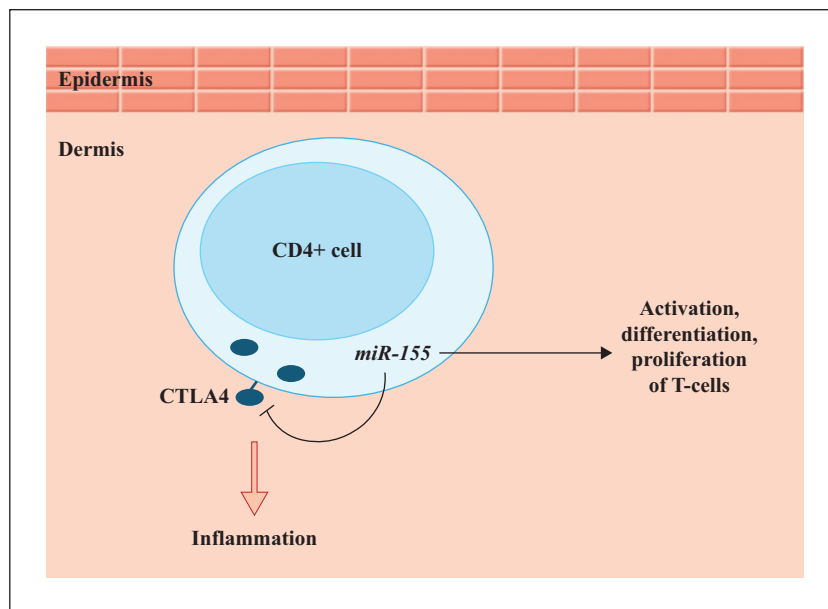 Epidermis
Dermis
CD4+ cell
miR-155
Activation,
differentiation,
proliferation
of T-cells
CTLA4
Inflammation